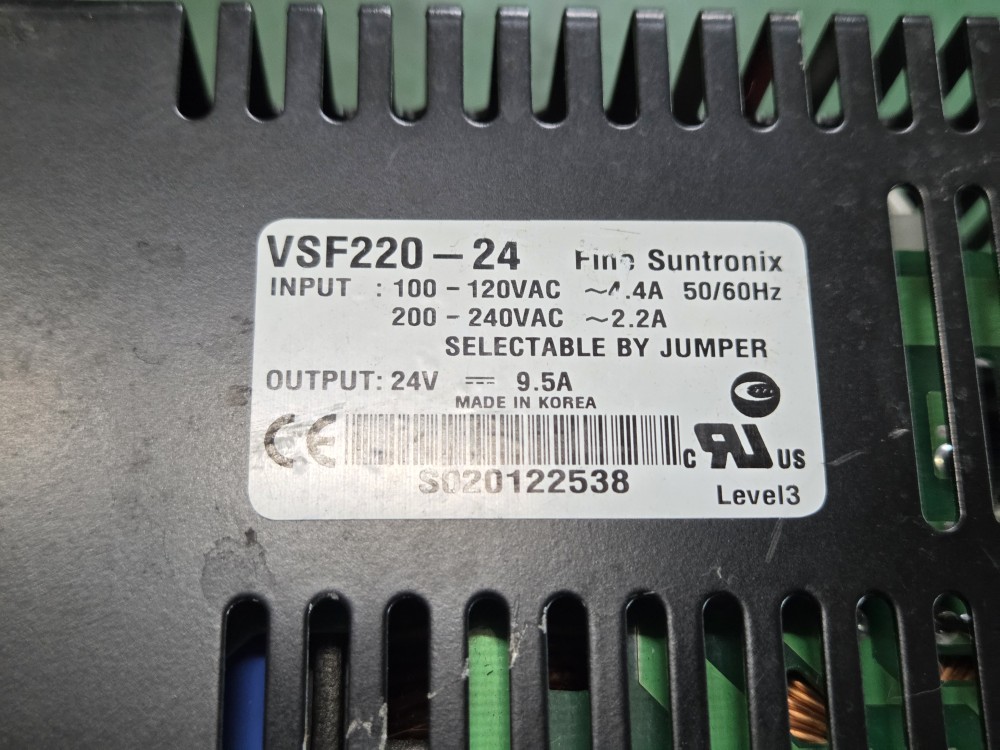 VSF220-24 Fine Suntronix
INPUT : 100 - 120VAC ~4.4A 50/60Hz
200 - 240VAC ~2.2A
SELECTABLE BY JUMPER
OUTPUT: 24V ⎓ 9.5A
MADE IN KOREA
CE
c RU US
S020122538
Level3